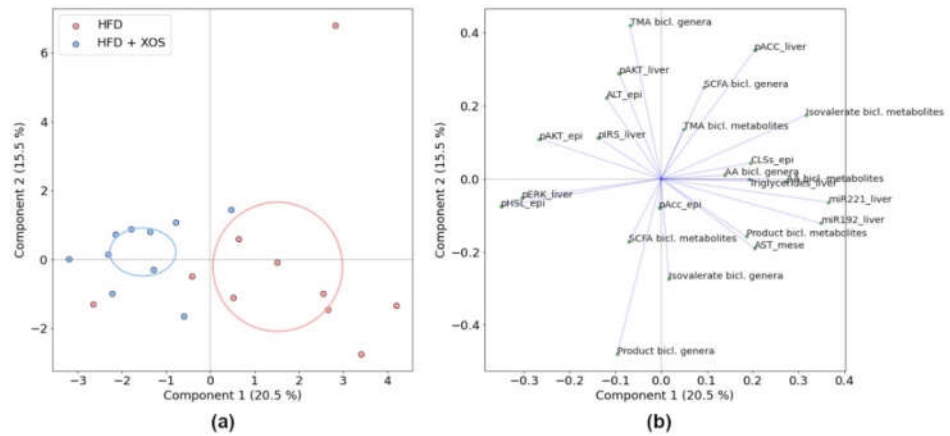 HFD
HFD + XOS
6
4
2
0
−2
−3
−2
−1
0
1
2
3
4
Component 1 (20.5 %)
Component 2 (15.5 %)
(a)
0.4
0.2
0.0
−0.2
−0.4
−0.3
−0.2
−0.1
0.0
0.1
0.2
0.3
0.4
Component 1 (20.5 %)
Component 2 (15.5 %)
TMA bicl. genera
pACC_liver
pAKT_liver
SCFA bicl. genera
ALT_epi
Isovalerate bicl. metabolites
TMA bicl. metabolites
pAKT_epi
pIRS_liver
CLSs_epi
AA bicl. genera
AA bicl. metabolites
Triglycerides_liver
pERK_liver
pHSL_epi
miR221_liver
pAcc_epi
miR192_liver
Product bicl. metabolites
SCFA bicl. metabolites
AST_mese
Isovalerate bicl. genera
Product bicl. genera
(b)